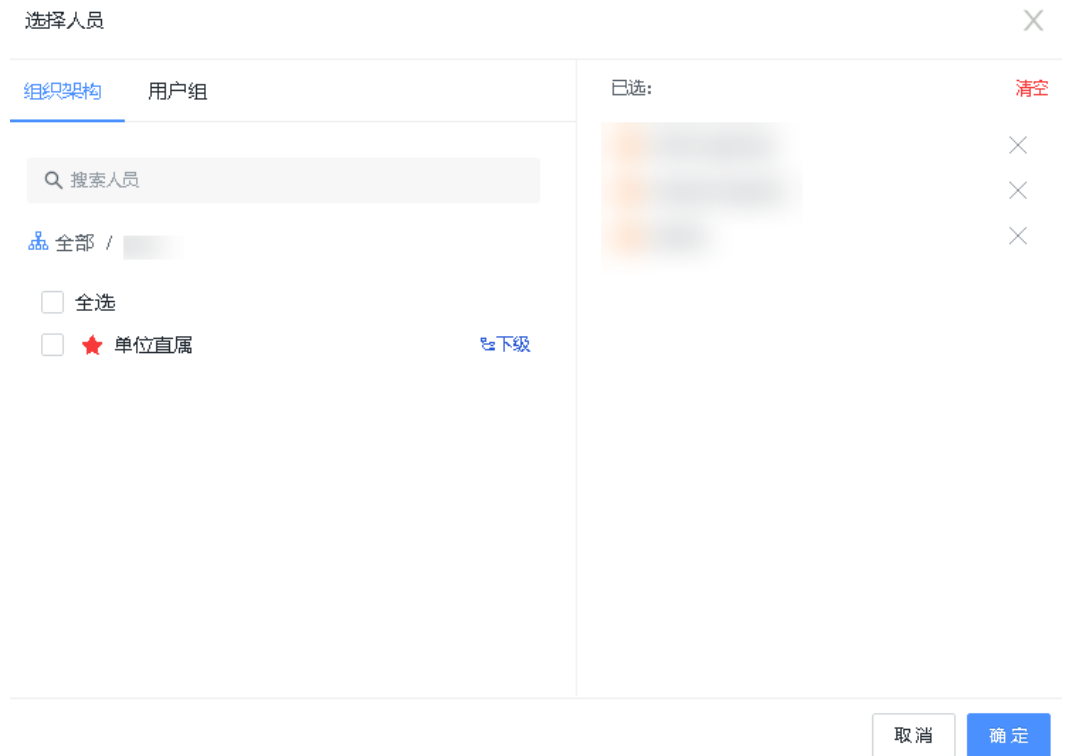 选择人员
组织架构 用户组
搜索人员
全部 /
全选
单位直属 下级
已选:
清空
取消 确定